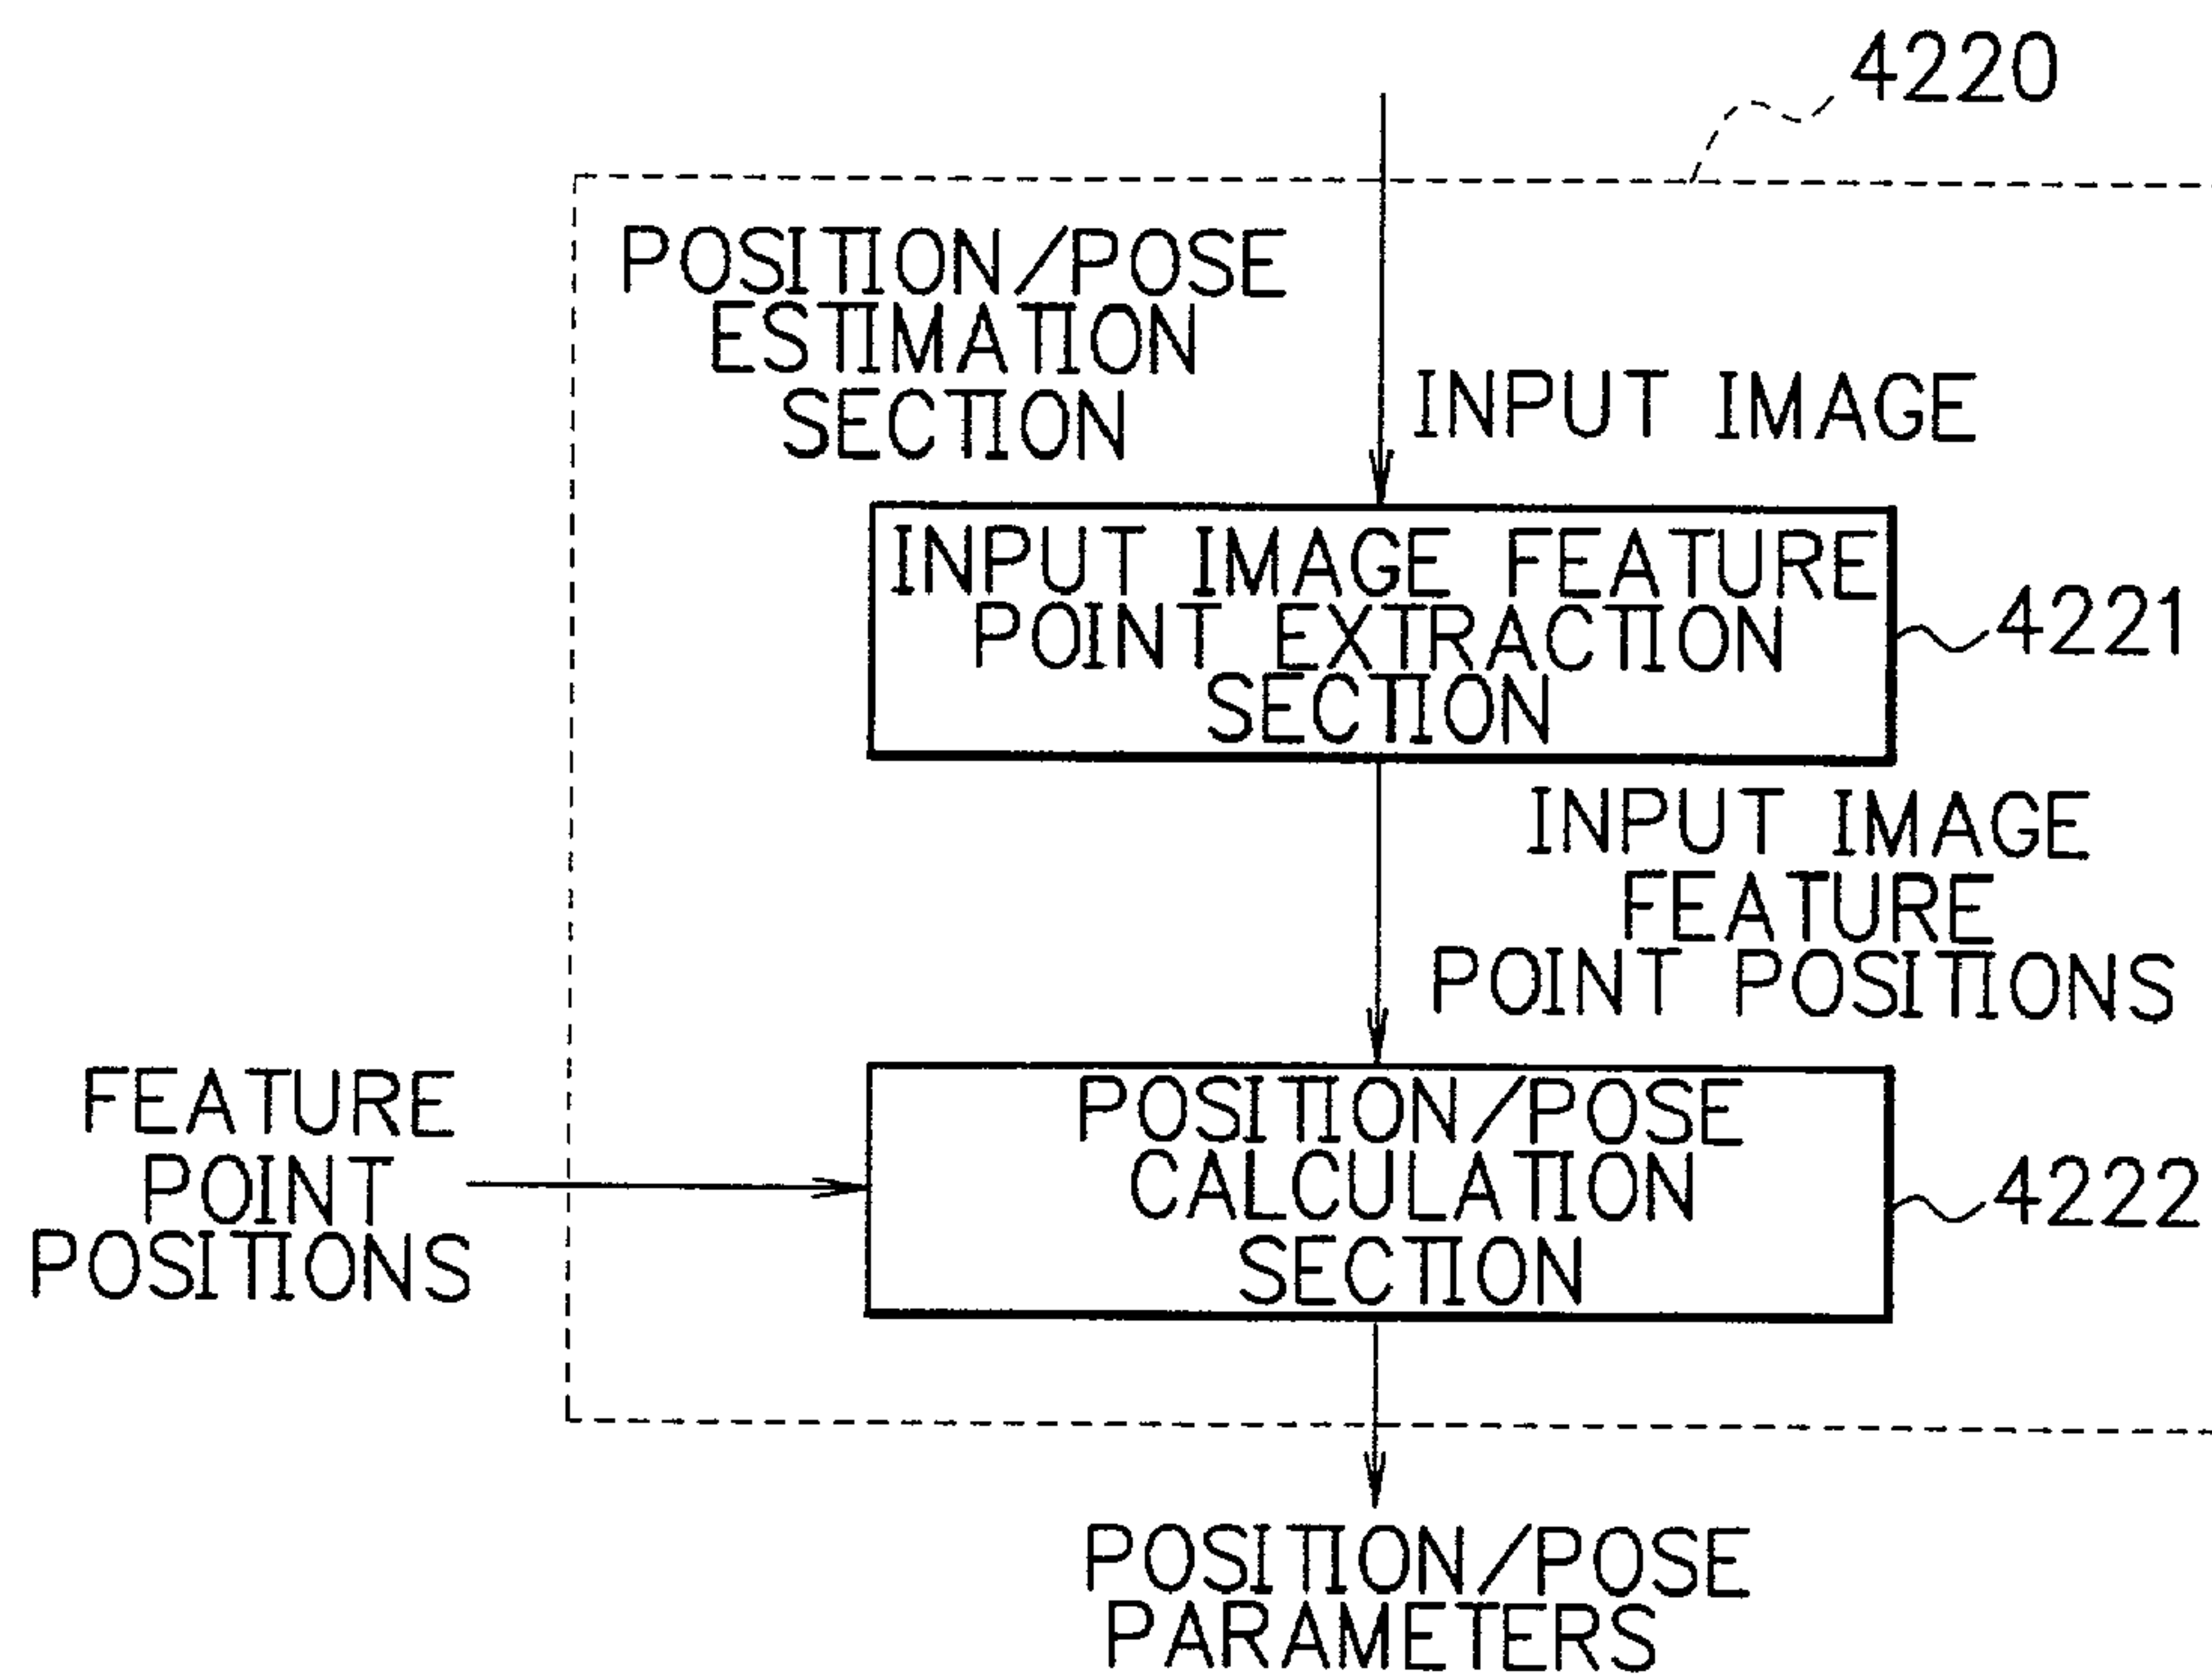 4220
POSITION/POSE
ESTIMATION
SECTION
INPUT IMAGE
INPUT IMAGE FEATURE
POINT EXTRACTION
SECTION
4221
INPUT IMAGE
FEATURE
POINT POSITIONS
FEATURE
POINT
POSITIONS
POSITION/POSE
CALCULATION
SECTION
4222
POSITION/POSE
PARAMETERS